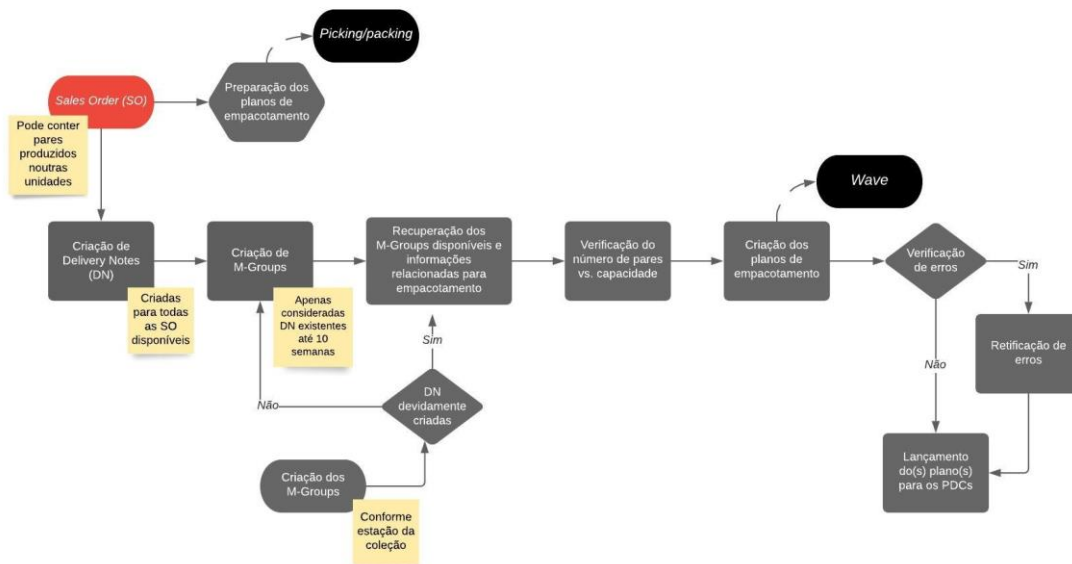 Picking/packing
Sales Order (SO)
Preparação dos
planos de
empacotamento
Pode conter
pares
produzidos
noutras
unidades
Wave
Criação de
Delivery Notes
(DN)
Criação de
M-Groups
Recuperação dos
M-Groups disponíveis e
informações
relacionadas para
empacotamento
Verificação do
número de pares
vs. capacidade
Criação dos
planos de
empacotamento
Verificação
de erros
Sim
Criadas
para todas
as SO
disponíveis
Apenas
consideradas
DN existentes
até 10
semanas
Sim
Retificação de
erros
Não
Não
DN
devidamente
criadas
Lançamento
do(s) plano(s)
para os PDCs
Criação dos
M-Groups
Conforme
estação da
coleção